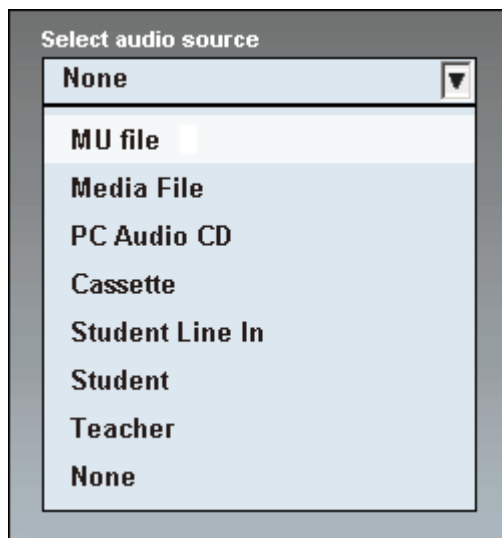 Select audio source
None
MU file
Media File
PC Audio CD
Cassette
Student Line In
Student
Teacher
None